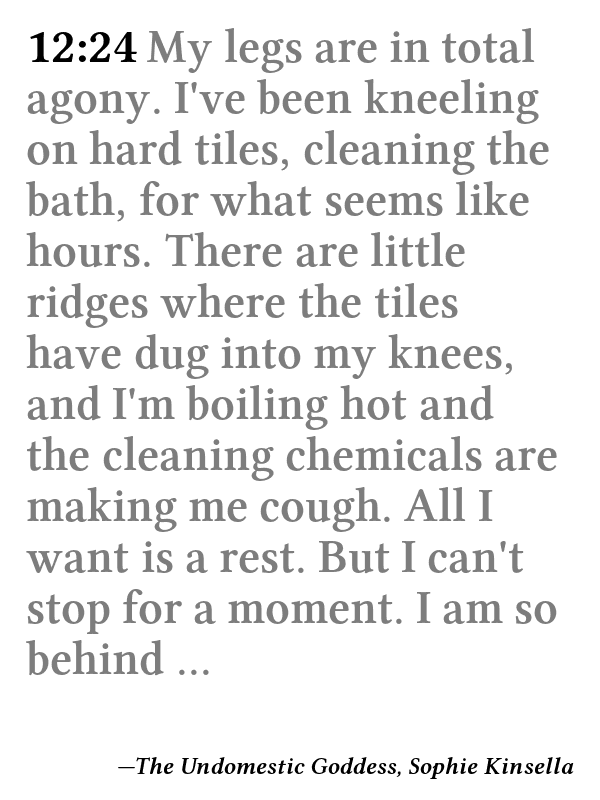 12:24 My legs are in total
agony. I've been kneeling
on hard tiles, cleaning the
bath, for what seems like
hours. There are little
ridges where the tiles
have dug into my knees,
and I'm boiling hot and
the cleaning chemicals are
making me cough. All I
want is a rest. But I can't
stop for a moment. I am so
behind ...
—The Undomestic Goddess, Sophie Kinsella